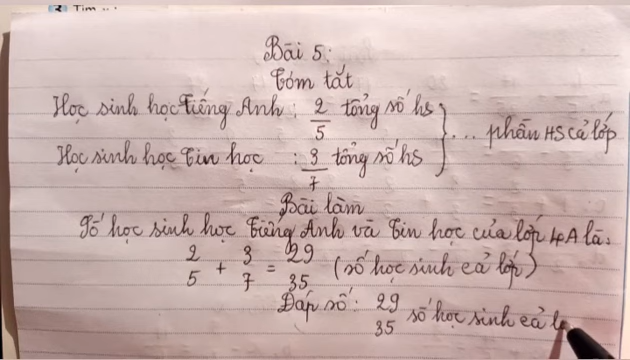 Bài 5:
Tóm tắt
Học sinh học Tiếng Anh : 2/5 tổng số hs
... phần HS cả lớp
Học sinh học Tin học : 3/7 tổng số hs
Bài làm
Số học sinh học Tiếng Anh và Tin học của lớp 4A là:
2/5 + 3/7 = 29/35 (số học sinh cả lớp)
Đáp số: 29/35 số học sinh cả